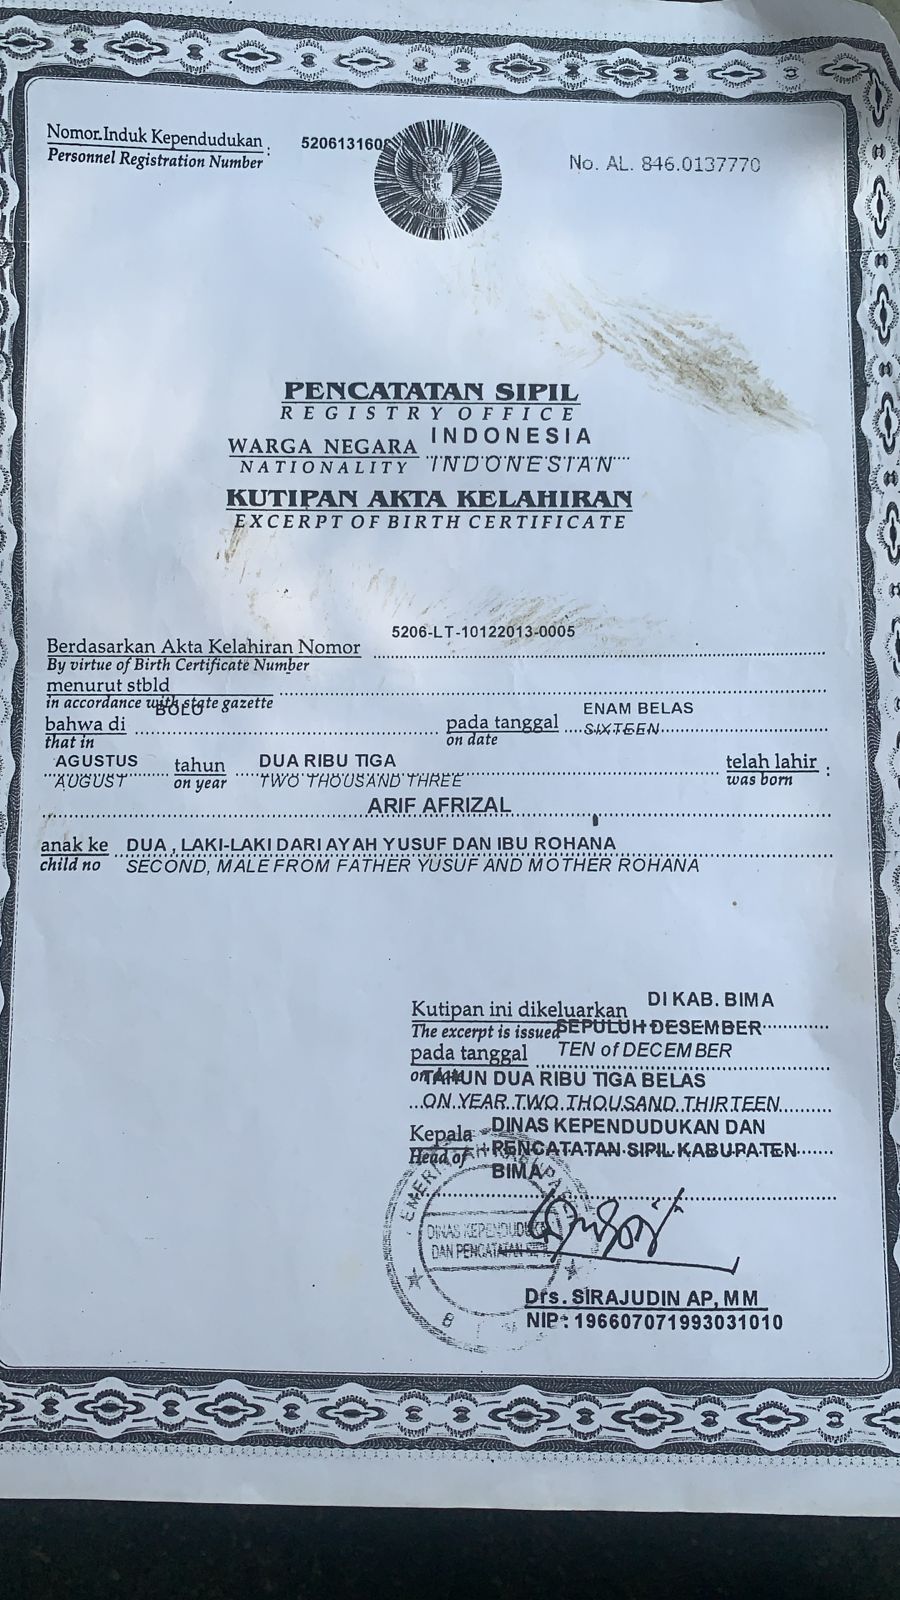 Nomor Induk Kependudukan :
Personnel Registration Number
520613160
No. AL. 846.0137770
PENCATATAN SIPIL
REGISTRY OFFICE
WARGA NEGARA INDONESIA
NATIONALITY INDONESIAN
KUTIPAN AKTA KELAHIRAN
EXCERPT OF BIRTH CERTIFICATE
Berdasarkan Akta Kelahiran Nomor 5206-LT-10122013-0005
By virtue of Birth Certificate Number
menurut stbld
in accordance with state gazette
bahwa di BOLO pada tanggal ENAM BELAS
that in on date SIXTEEN
AGUSTUS tahun DUA RIBU TIGA telah lahir :
AUGUST on year TWO THOUSAND THREE was born
ARIF AFRIZAL
anak ke DUA , LAKI-LAKI DARI AYAH YUSUF DAN IBU ROHANA
child no SECOND, MALE FROM FATHER YUSUF AND MOTHER ROHANA
Kutipan ini dikeluarkan DI KAB. BIMA
The excerpt is issued SEPULUH DESEMBER
pada tanggal TEN of DECEMBER
on date TAHUN DUA RIBU TIGA BELAS
ON YEAR TWO THOUSAND THIRTEEN
Kepala DINAS KEPENDUDUKAN DAN
Head of PENCATATAN SIPIL KABUPATEN
BIMA
DINAS KEPENDUDUKAN
DAN PENCATATAN SIPIL
Drs. SIRAJUDIN AP, MM
NIP : 196607071993031010